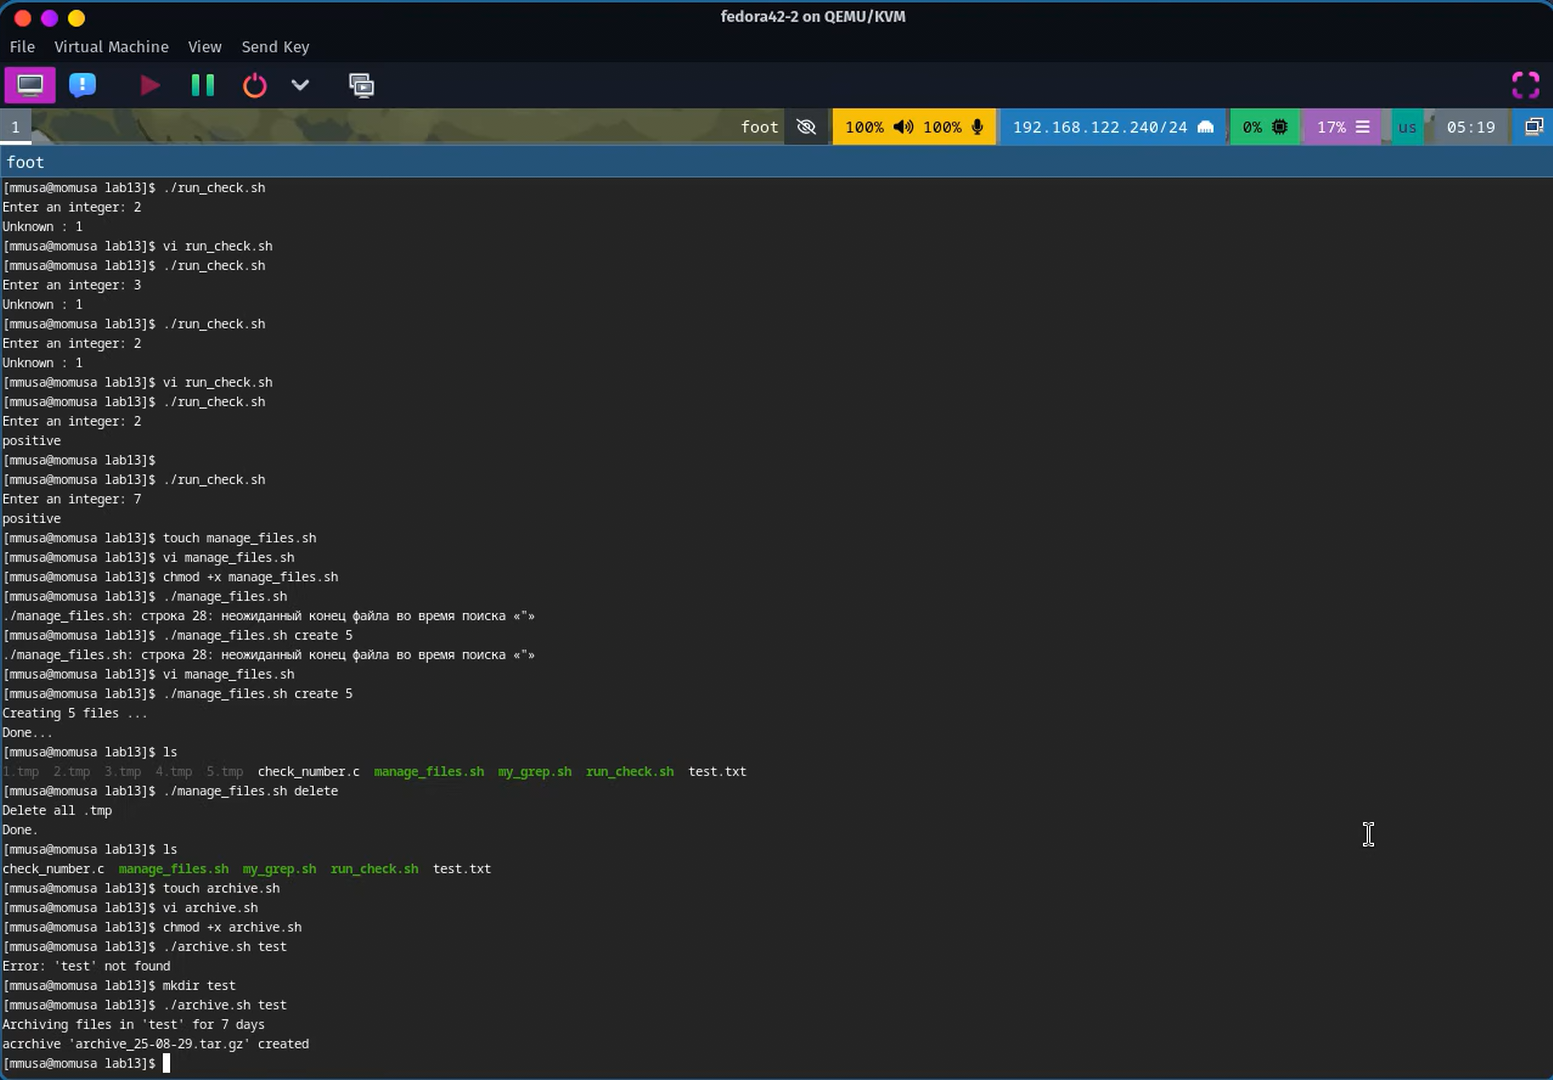 fedora42-2 on QEMU/KVM
File Virtual Machine View Send Key
1 foot 100% 100% 192.168.122.240/24 0% 17% us 05:19
foot
[mmusa@momusa lab13]$ ./run_check.sh
Enter an integer: 2
Unknown : 1
[mmusa@momusa lab13]$ vi run_check.sh
[mmusa@momusa lab13]$ ./run_check.sh
Enter an integer: 3
Unknown : 1
[mmusa@momusa lab13]$ ./run_check.sh
Enter an integer: 2
Unknown : 1
[mmusa@momusa lab13]$ vi run_check.sh
[mmusa@momusa lab13]$ ./run_check.sh
Enter an integer: 2
positive
[mmusa@momusa lab13]$
[mmusa@momusa lab13]$ ./run_check.sh
Enter an integer: 7
positive
[mmusa@momusa lab13]$ touch manage_files.sh
[mmusa@momusa lab13]$ vi manage_files.sh
[mmusa@momusa lab13]$ chmod +x manage_files.sh
[mmusa@momusa lab13]$ ./manage_files.sh
./manage_files.sh: строка 28: неожиданный конец файла во время поиска «"»
[mmusa@momusa lab13]$ ./manage_files.sh create 5
./manage_files.sh: строка 28: неожиданный конец файла во время поиска «"»
[mmusa@momusa lab13]$ vi manage_files.sh
[mmusa@momusa lab13]$ ./manage_files.sh create 5
Creating 5 files ...
Done...
[mmusa@momusa lab13]$ ls
1.tmp 2.tmp 3.tmp 4.tmp 5.tmp check_number.c manage_files.sh my_grep.sh run_check.sh test.txt
[mmusa@momusa lab13]$ ./manage_files.sh delete
Delete all .tmp
Done.
[mmusa@momusa lab13]$ ls
check_number.c manage_files.sh my_grep.sh run_check.sh test.txt
[mmusa@momusa lab13]$ touch archive.sh
[mmusa@momusa lab13]$ vi archive.sh
[mmusa@momusa lab13]$ chmod +x archive.sh
[mmusa@momusa lab13]$ ./archive.sh test
Error: 'test' not found
[mmusa@momusa lab13]$ mkdir test
[mmusa@momusa lab13]$ ./archive.sh test
Archiving files in 'test' for 7 days
acrchive 'archive_25-08-29.tar.gz' created
[mmusa@momusa lab13]$